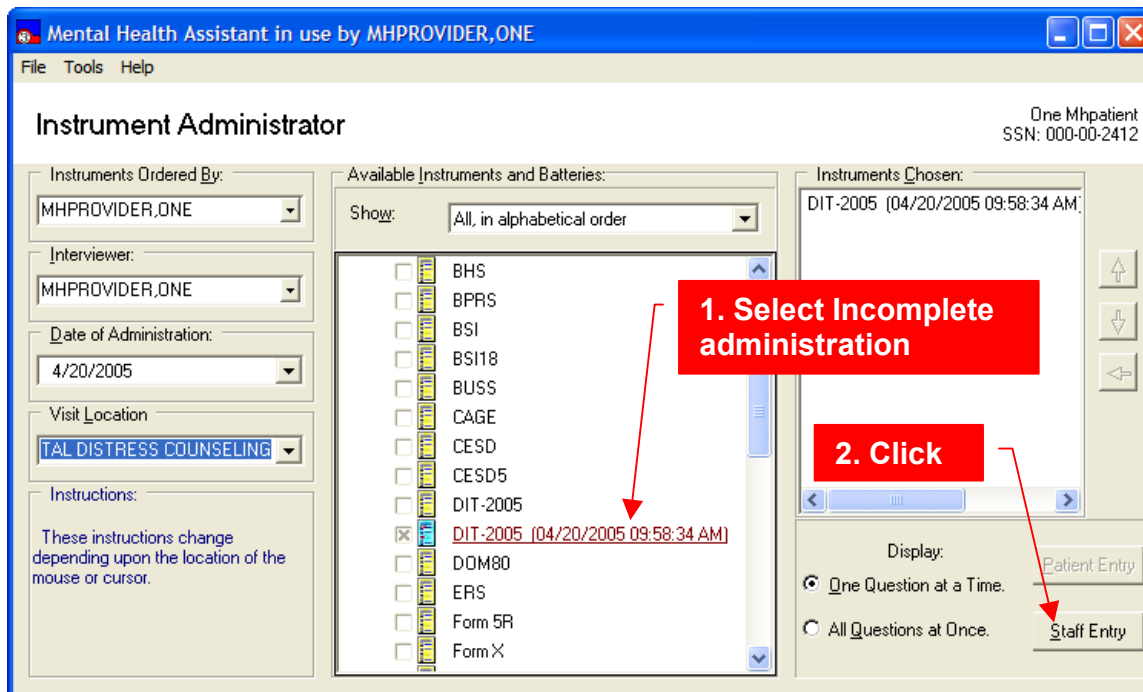 Mental Health Assistant in use by MHPROVIDER,ONE
File Tools Help
Instrument Administrator
One Mhpatient
SSN: 000-00-2412
Instruments Ordered By:
MHPROVIDER,ONE
Interviewer:
MHPROVIDER,ONE
Date of Administration:
4/20/2005
Visit Location
TAL DISTRESS COUNSELING
Instructions:
These instructions change
depending upon the location of the
mouse or cursor.
Available Instruments and Batteries:
Show: All, in alphabetical order
BHS
BPRS
BSI
BSI18
BUSS
CAGE
CESD
CESD5
DIT-2005
DIT-2005 (04/20/2005 09:58:34 AM)
DOM80
ERS
Form 5R
Form X
1. Select Incomplete
administration
Instruments Chosen:
DIT-2005 (04/20/2005 09:58:34 AM)
2. Click
Display:
One Question at a Time.
All Questions at Once.
Patient Entry
Staff Entry